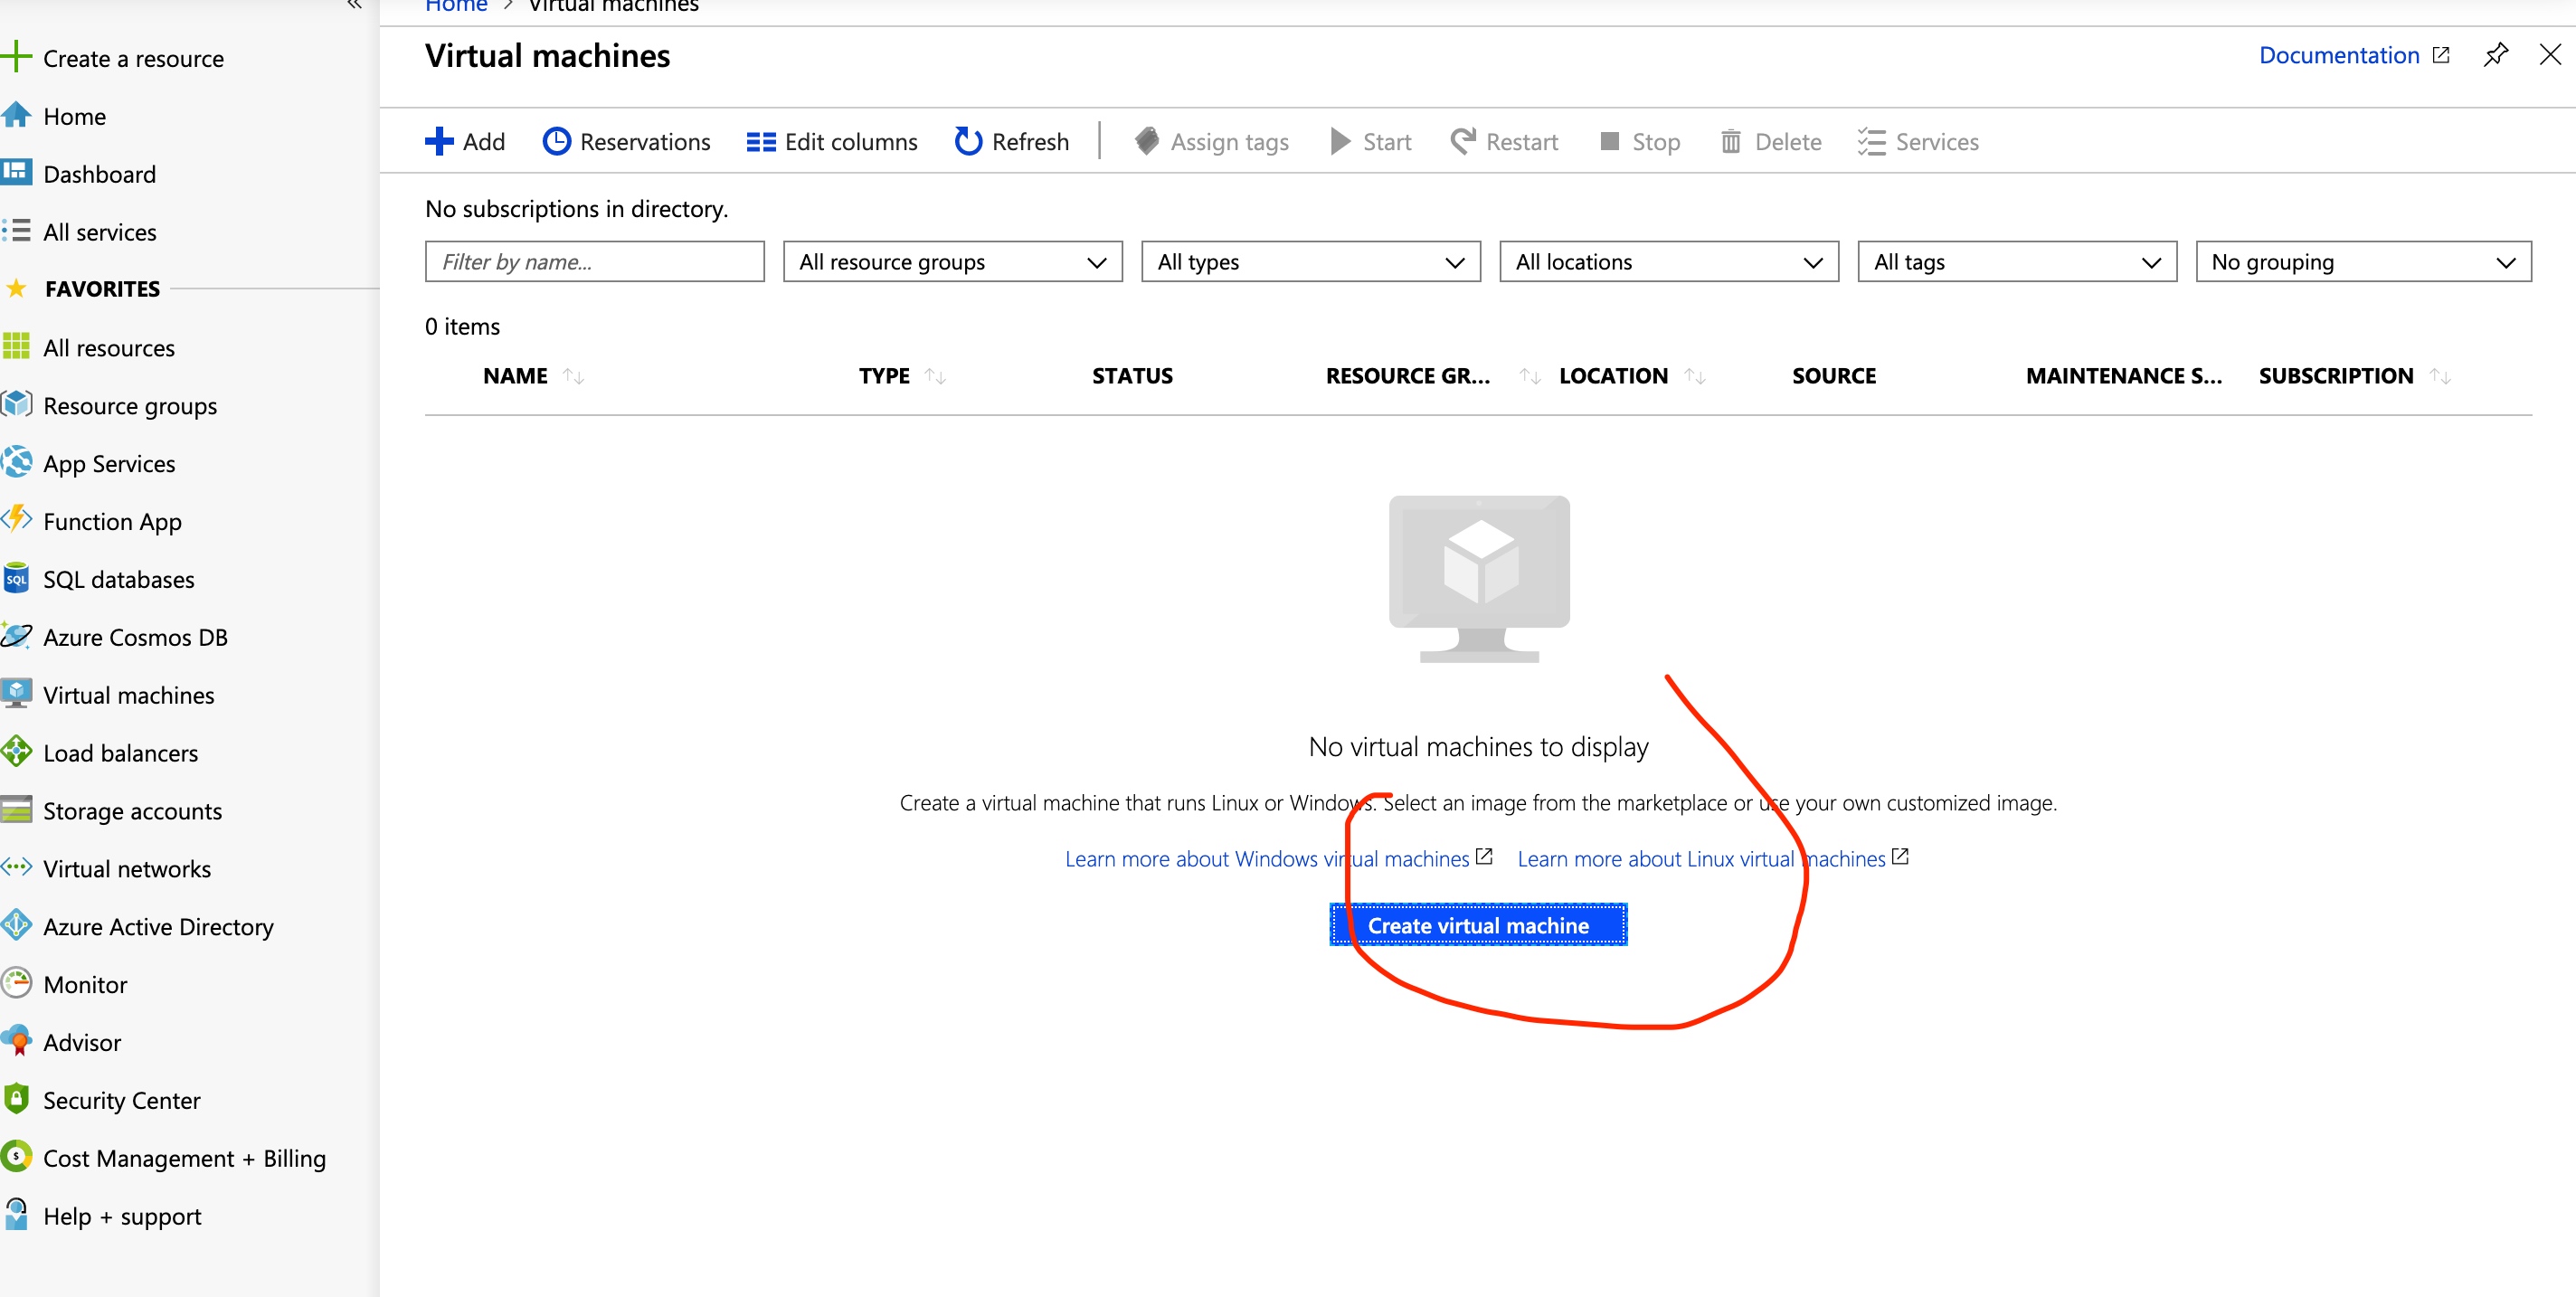 Home > Virtual machines
Create a resource
Home
Dashboard
All services
FAVORITES
All resources
Resource groups
App Services
Function App
SQL databases
Azure Cosmos DB
Virtual machines
Load balancers
Storage accounts
Virtual networks
Azure Active Directory
Monitor
Advisor
Security Center
Cost Management + Billing
Help + support
Virtual machines
Documentation
Add Reservations Edit columns Refresh Assign tags Start Restart Stop Delete Services
No subscriptions in directory.
Filter by name... All resource groups All types All locations All tags No grouping
0 items
NAME TYPE STATUS RESOURCE GR... LOCATION SOURCE MAINTENANCE S... SUBSCRIPTION
No virtual machines to display
Create a virtual machine that runs Linux or Windows. Select an image from the marketplace or use your own customized image.
Learn more about Windows virtual machines Learn more about Linux virtual machines
Create virtual machine